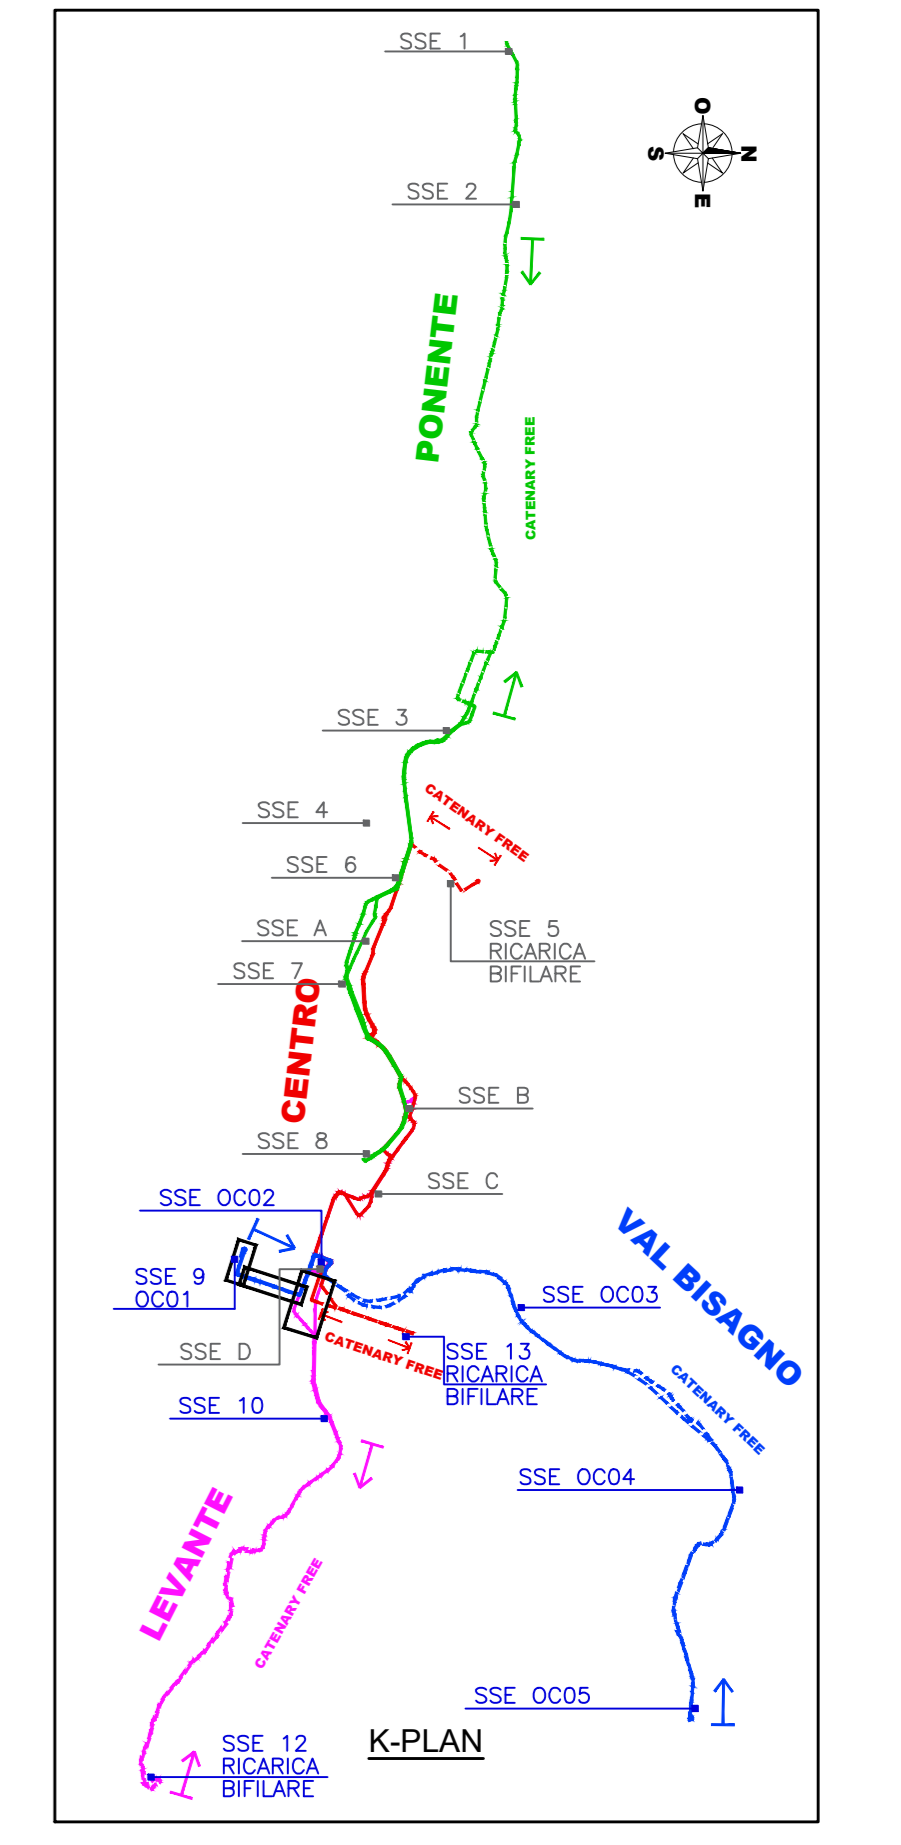 SSE 1
O
S
N
E
SSE 2
PONENTE
CATENARY FREE
SSE 3
CATENARY FREE
SSE 4
SSE 6
SSE A
SSE 5
RICARICA
BIFILARE
SSE 7
CENTRO
SSE B
SSE 8
SSE C
SSE OC02
VAL BISAGNO
SSE 9
OC01
SSE OC03
SSE D
CATENARY FREE
SSE 13
RICARICA
BIFILARE
SSE 10
CATENARY FREE
SSE OC04
LEVANTE
CATENARY FREE
SSE OC05
K-PLAN
SSE 12
RICARICA
BIFILARE